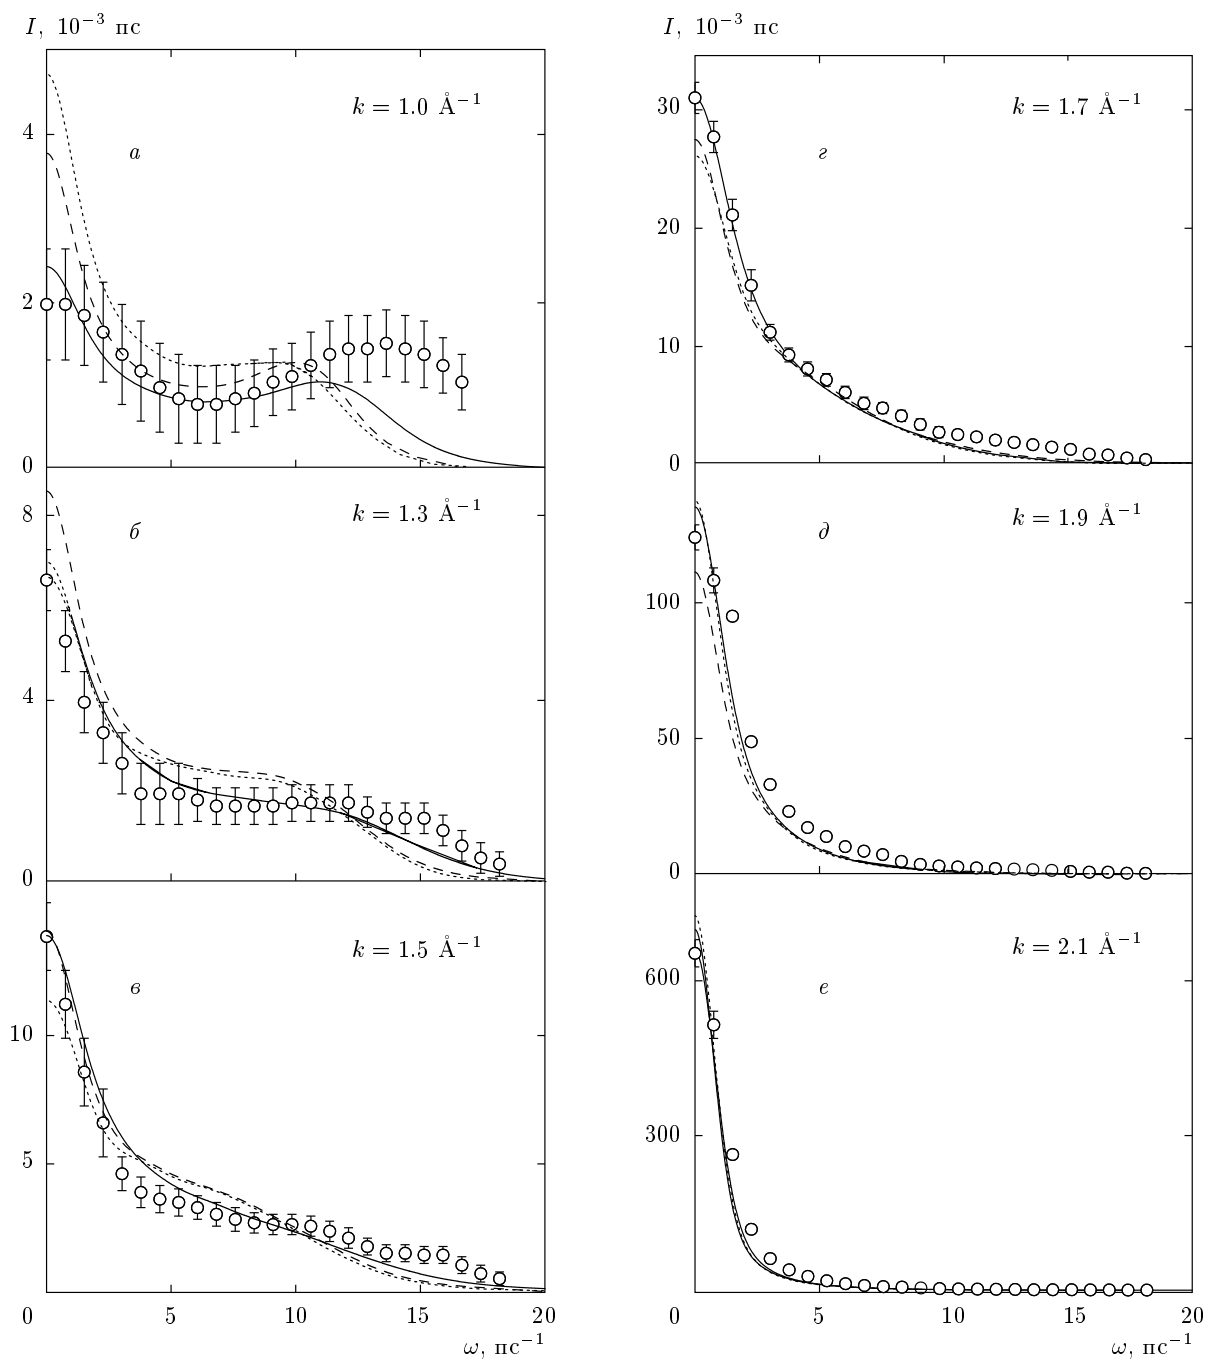 I, 10⁻³ пс
k = 1.0 Å⁻¹
4
а
2
0
8
k = 1.3 Å⁻¹
б
4
0
k = 1.5 Å⁻¹
в
10
5
0 5 10 15 20
ω, пс⁻¹
I, 10⁻³ пс
k = 1.7 Å⁻¹
30
г
20
10
0
k = 1.9 Å⁻¹
д
100
50
0
k = 2.1 Å⁻¹
600
е
300
0 5 10 15 20
ω, пс⁻¹